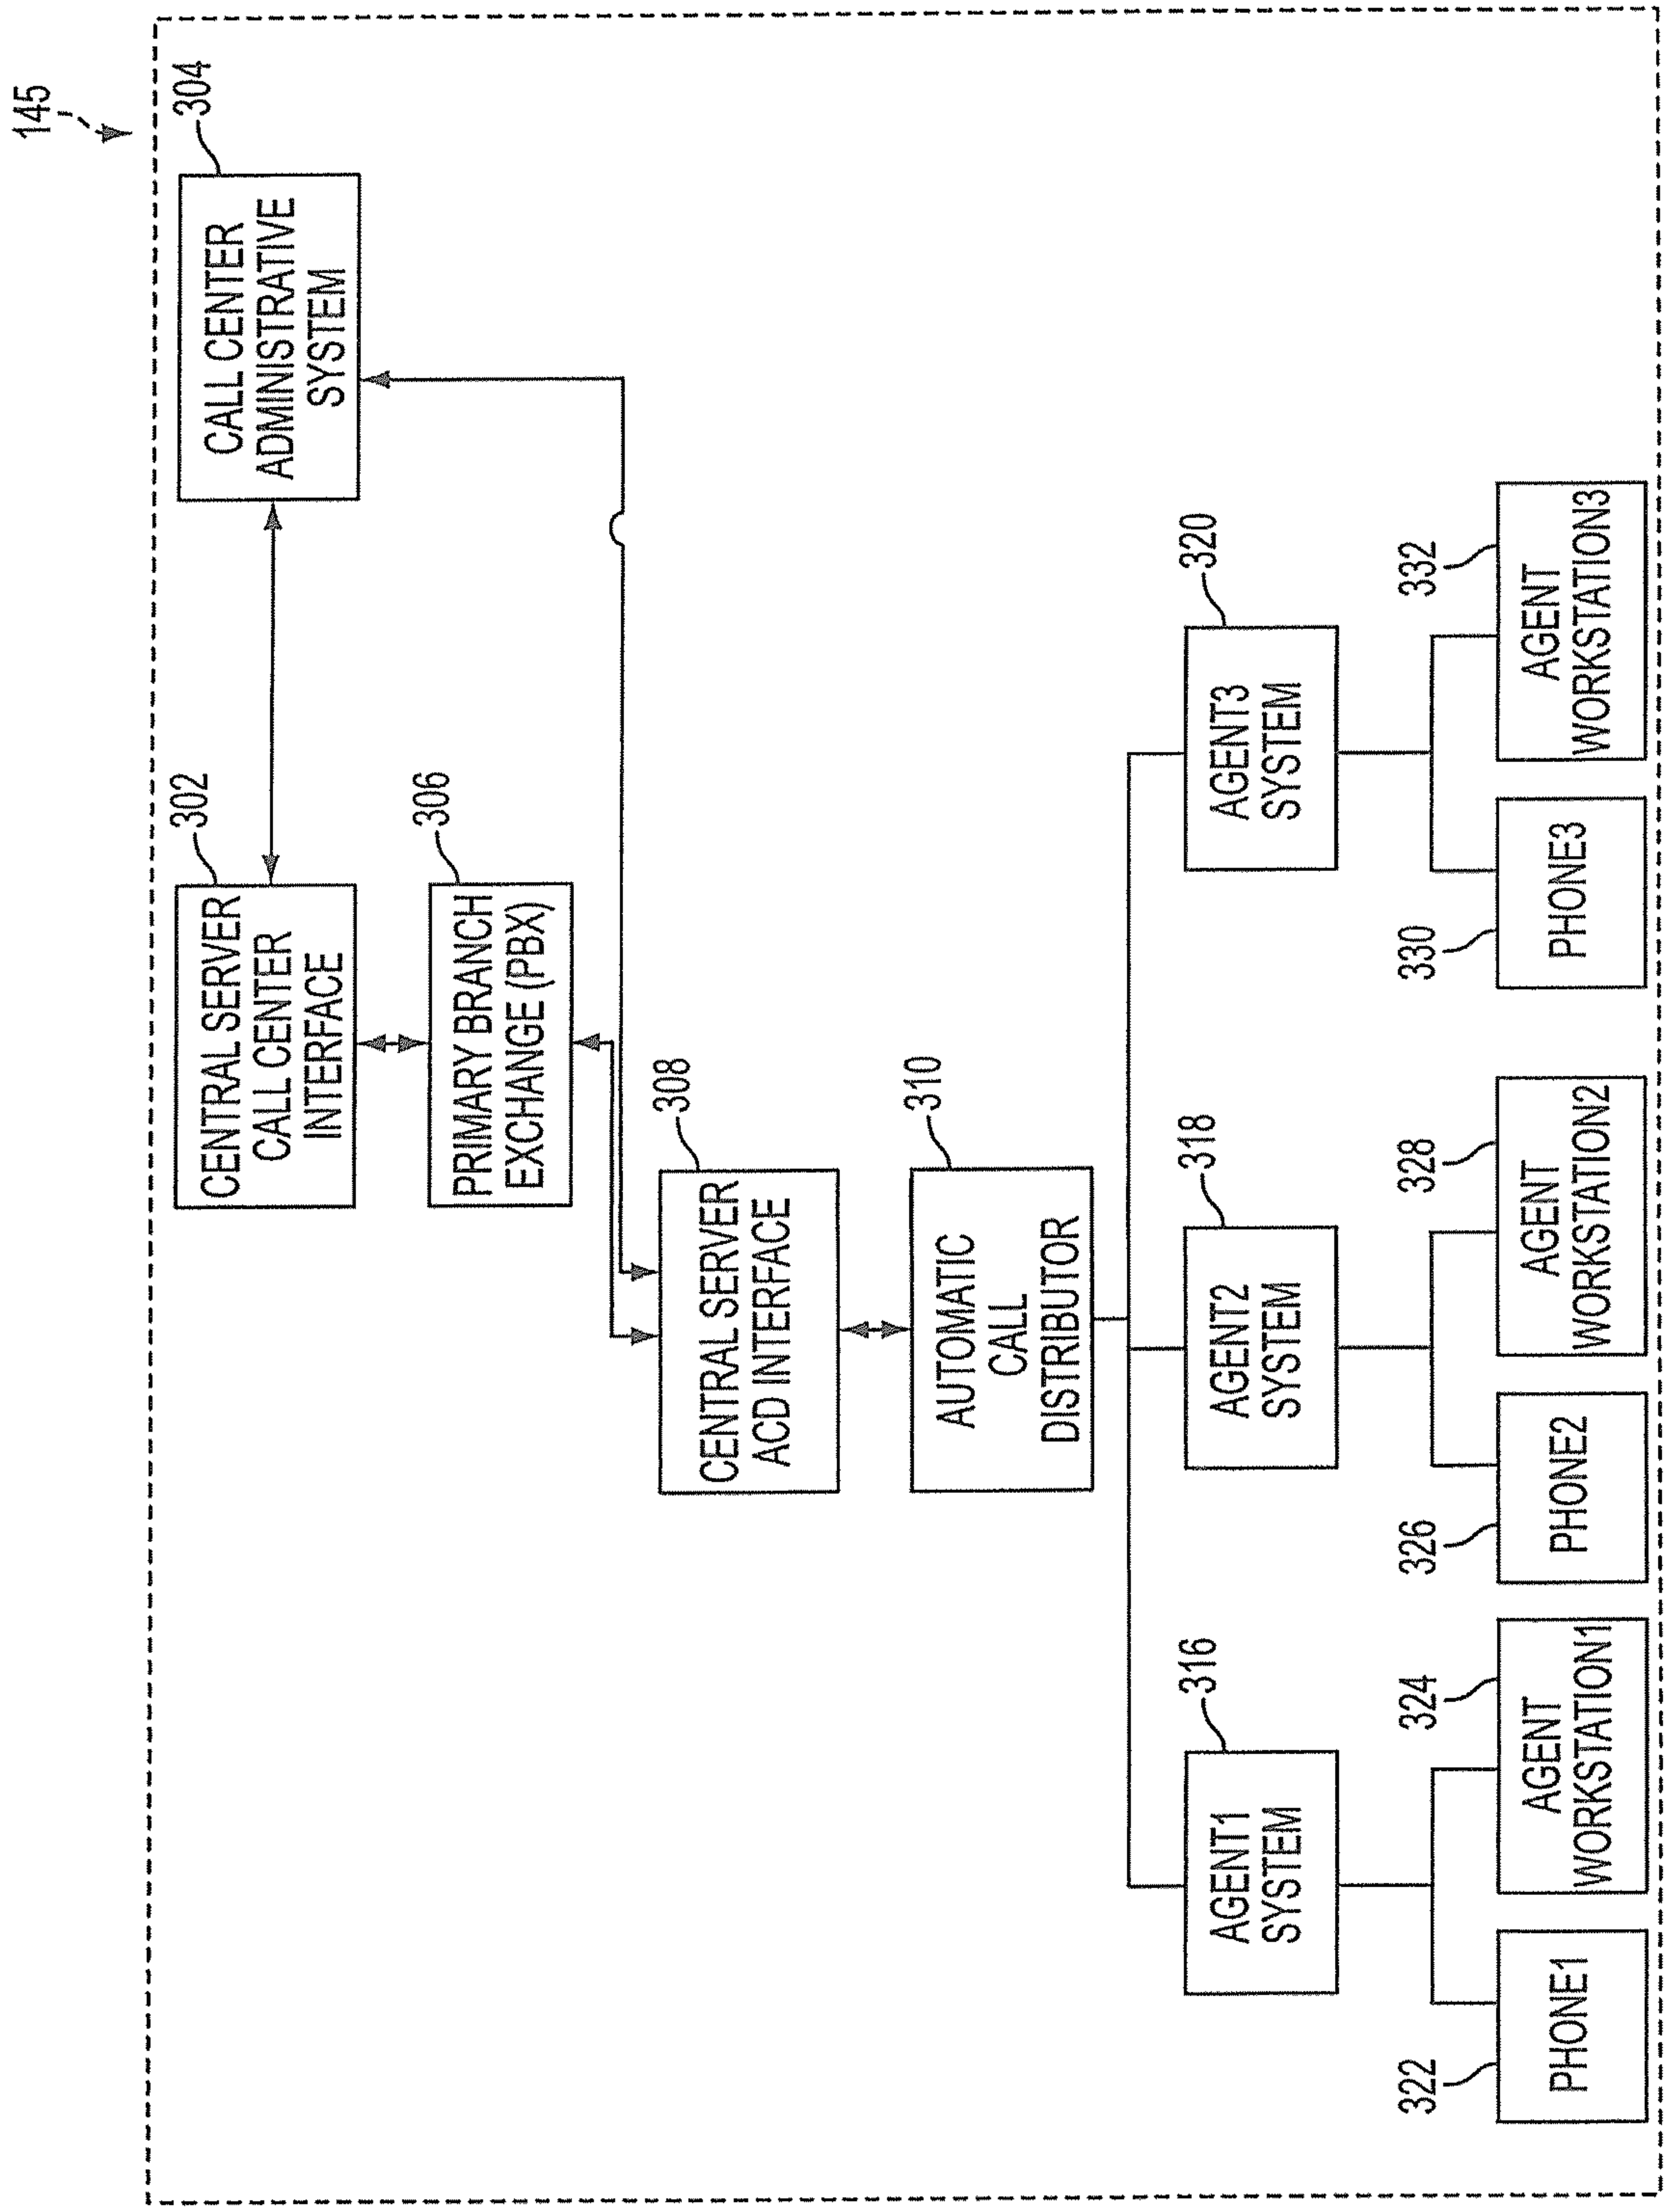 145
304
CALL CENTER
ADMINISTRATIVE
SYSTEM
302
CENTRAL SERVER
CALL CENTER
INTERFACE
306
PRIMARY BRANCH
EXCHANGE (PBX)
308
CENTRAL SERVER
ACD INTERFACE
310
AUTOMATIC
CALL
DISTRIBUTOR
316
AGENT1
SYSTEM
318
AGENT2
SYSTEM
320
AGENT3
SYSTEM
322
PHONE1
324
AGENT
WORKSTATION1
326
PHONE2
328
AGENT
WORKSTATION2
330
PHONE3
332
AGENT
WORKSTATION3